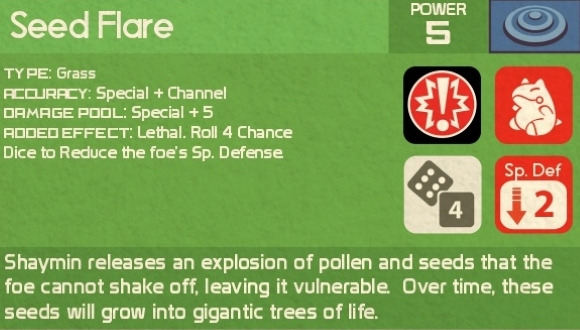 Seed Flare
POWER
5
TYPE: Grass
ACCURACY: Special + Channel
DAMAGE POOL: Special + 5
ADDED EFFECT: Lethal. Roll 4 Chance
Dice to Reduce the foe's Sp. Defense.
4
Sp. Def
2
Shaymin releases an explosion of pollen and seeds that the
foe cannot shake off, leaving it vulnerable. Over time, these
seeds will grow into gigantic trees of life.